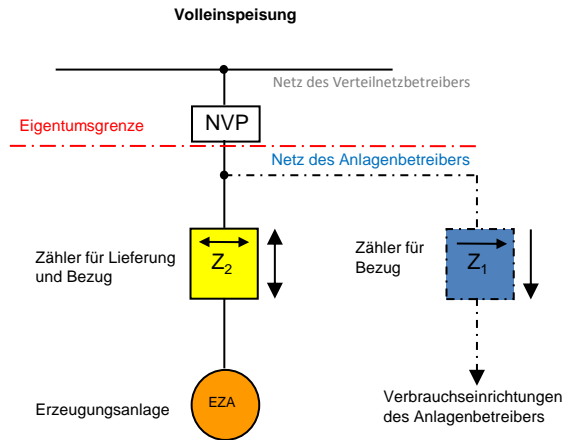 Volleinspeisung
Netz des Verteilnetzbetreibers
NVP
Eigentumsgrenze
Netz des Anlagenbetreibers
Zähler für Lieferung
und Bezug
Z2
Zähler für
Bezug
Z1
Erzeugungsanlage
EZA
Verbrauchseinrichtungen
des Anlagenbetreibers